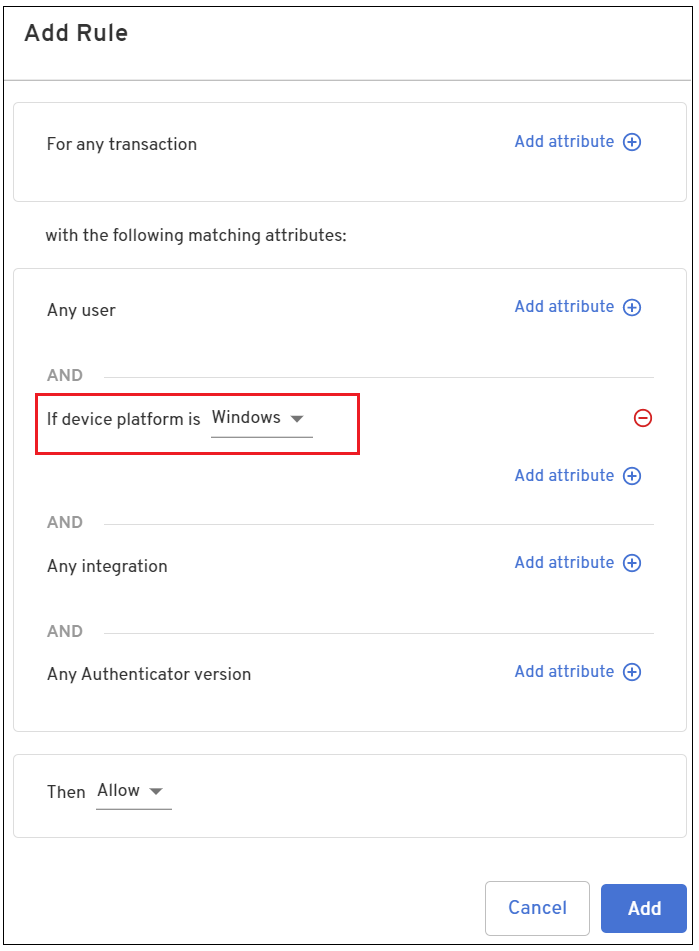 Add Rule
For any transaction
Add attribute
with the following matching attributes:
Any user
Add attribute
AND
If device platform is Windows
Add attribute
AND
Any integration
Add attribute
AND
Any Authenticator version
Add attribute
Then Allow
Cancel
Add